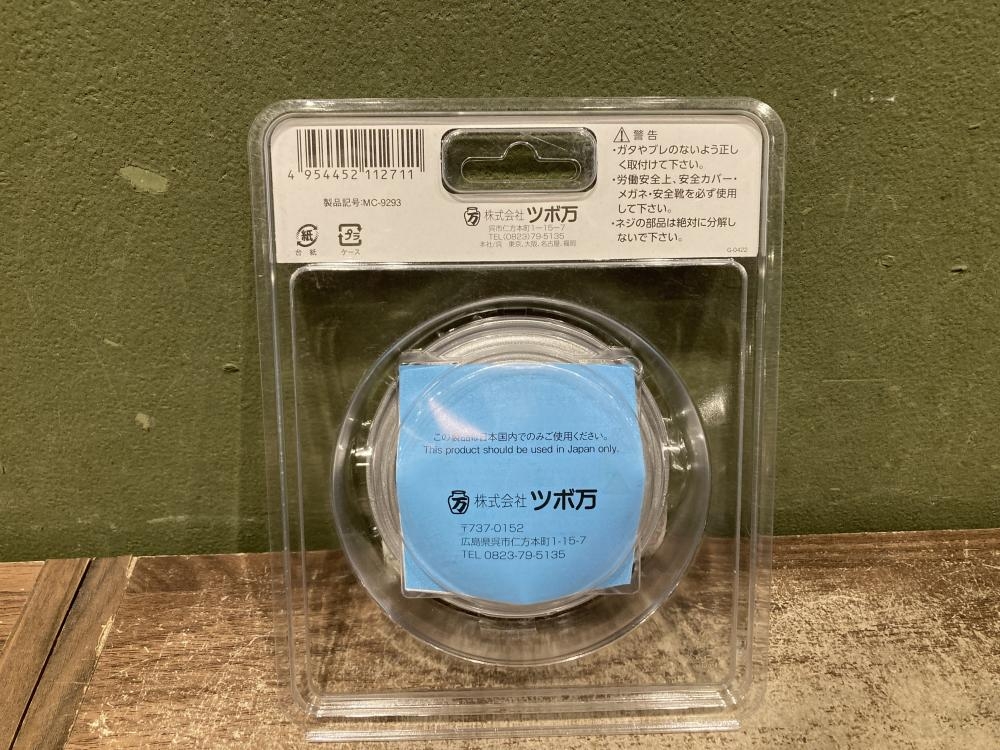 4 954452 112711
製品記号:MC-9293
紙
台 紙
プラ
ケース
万 株式会社 ツボ万
呉市仁方本町1-15-7
TEL(0823)79-5135
本社/呉 東京、大阪、名古屋、福岡
警告
・ガタやブレのないよう正し
く取付けて下さい。
・労働安全上、安全カバー・
メガネ・安全靴を必ず使用
して下さい。
・ネジの部品は絶対に分解し
ないで下さい。
G-0422
この製品は日本国内でのみご使用ください。
This product should be used in Japan only.
万 株式会社 ツボ万
〒737-0152
広島県呉市仁方本町1-15-7
TEL 0823-79-5135